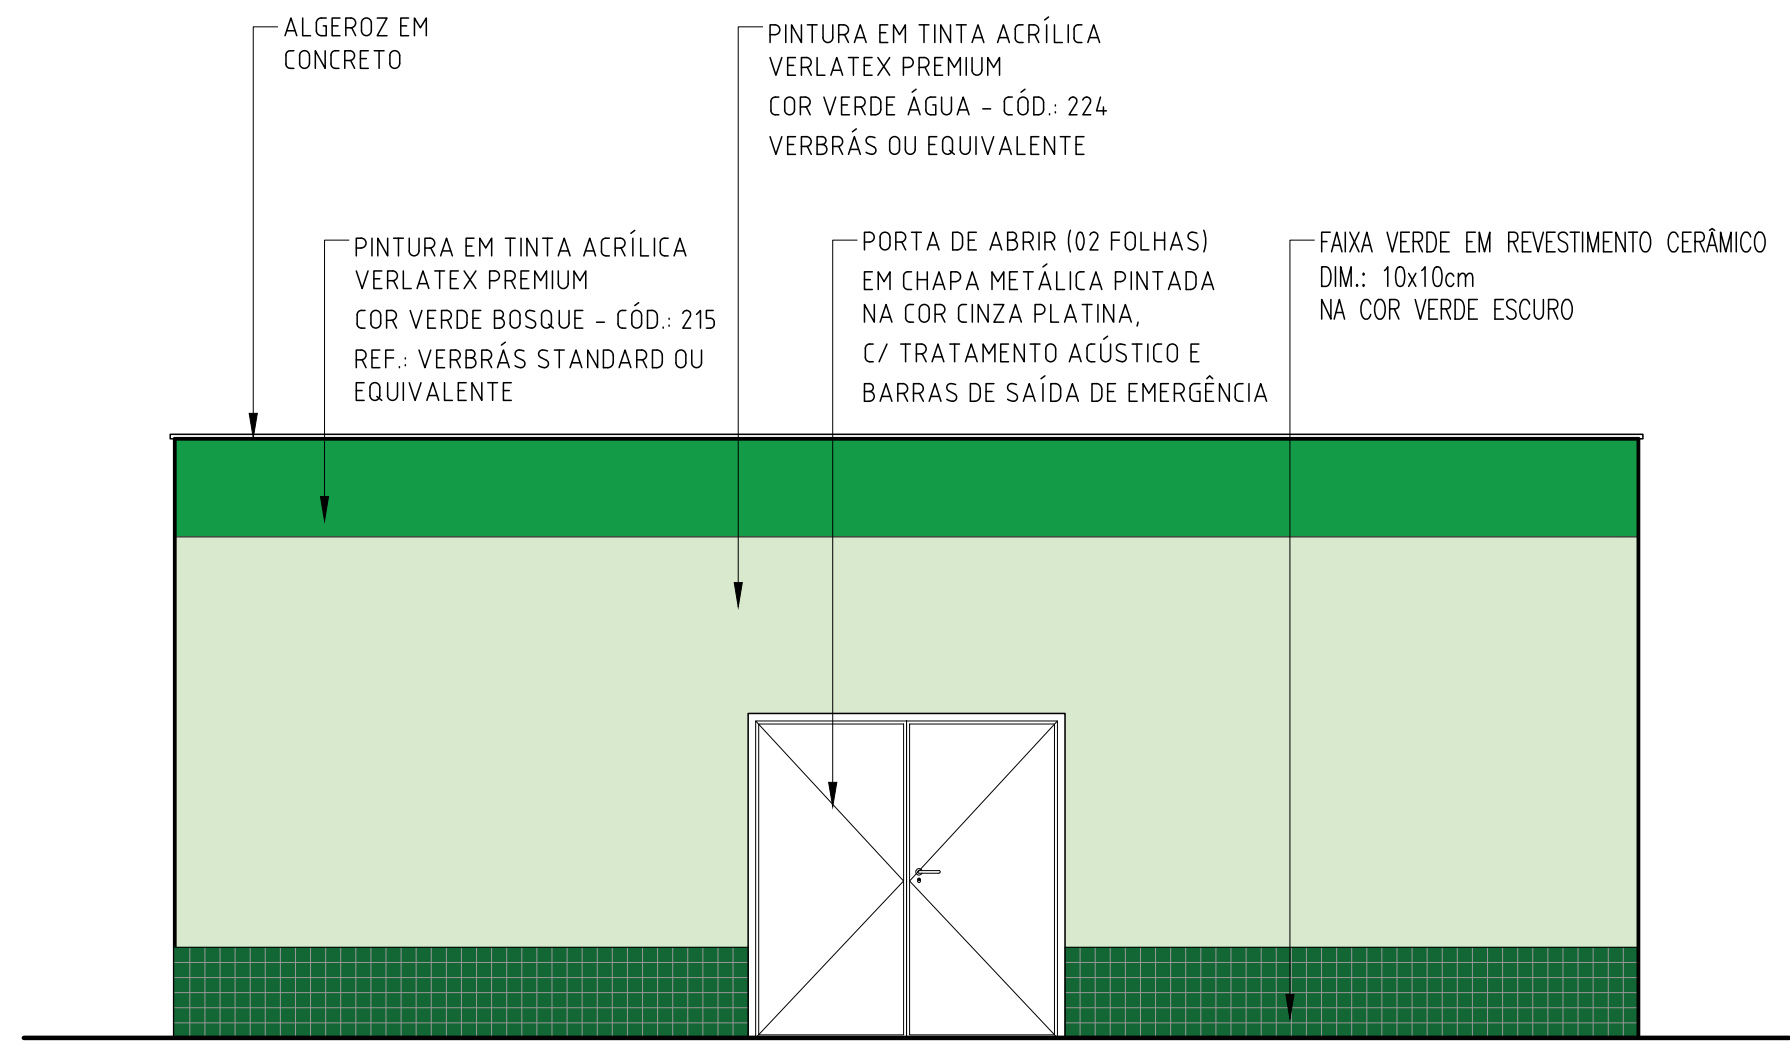 ALGEROZ EM
CONCRETO
PINTURA EM TINTA ACRÍLICA
VERLATEX PREMIUM
COR VERDE ÁGUA - CÓD.: 224
VERBRÁS OU EQUIVALENTE
PINTURA EM TINTA ACRÍLICA
VERLATEX PREMIUM
COR VERDE BOSQUE - CÓD.: 215
REF.: VERBRÁS STANDARD OU
EQUIVALENTE
PORTA DE ABRIR (02 FOLHAS)
EM CHAPA METÁLICA PINTADA
NA COR CINZA PLATINA,
C/ TRATAMENTO ACÚSTICO E
BARRAS DE SAÍDA DE EMERGÊNCIA
FAIXA VERDE EM REVESTIMENTO CERÂMICO
DIM.: 10x10cm
NA COR VERDE ESCURO